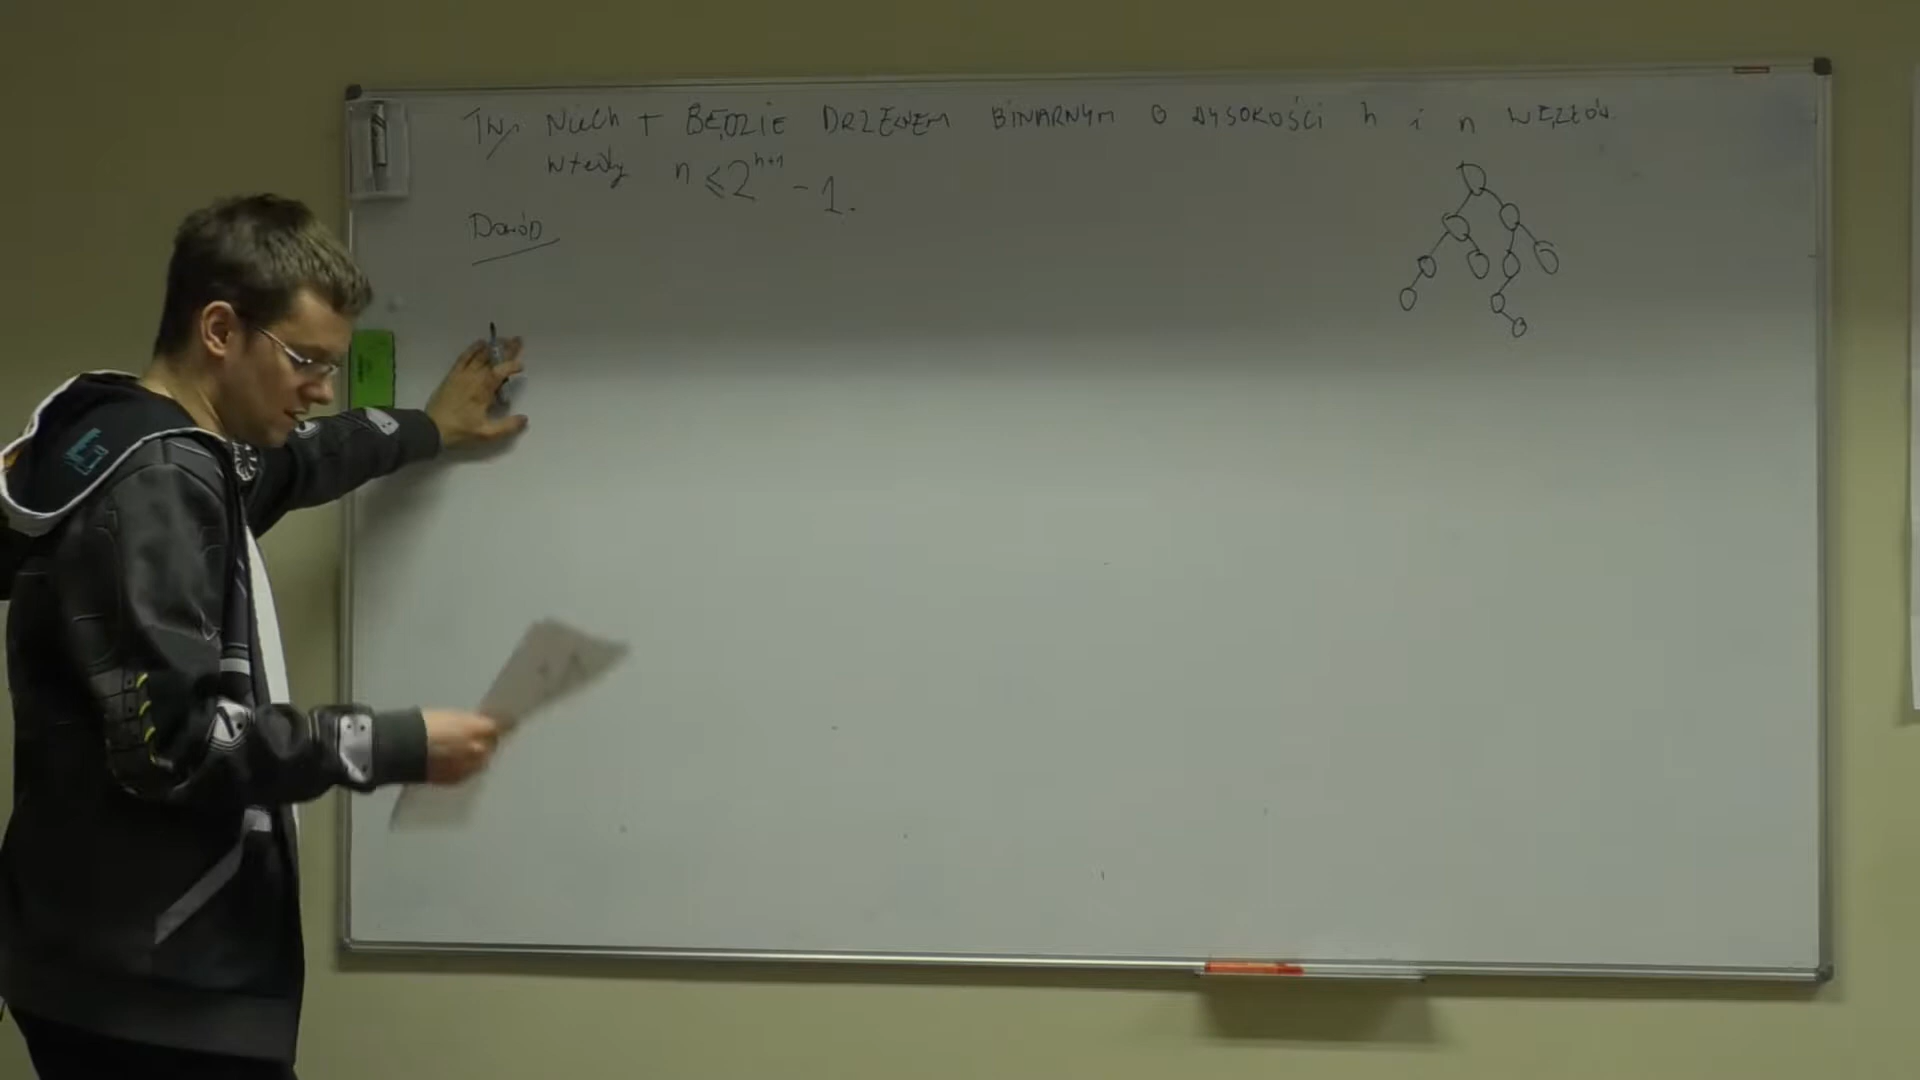 Tw. Niech T BĘDZIE DRZEWEM BINARNYM O WYSOKOŚCI h i n WĘZŁÓW
wtedy n ≤ 2^{h+1} - 1.
DOWÓD